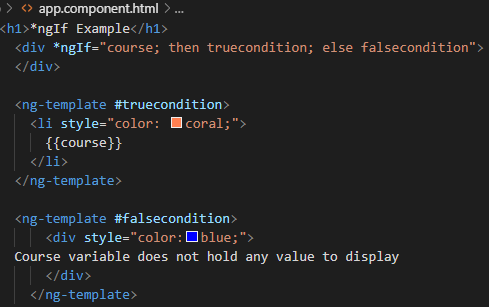 > <> app.component.html > ...
<h1>*ngIf Example</h1>
<div *ngIf="course; then truecondition; else falsecondition">
</div>
<ng-template #truecondition>
<li style="color: coral;">
{{course}}
</li>
</ng-template>
<ng-template #falsecondition>
<div style="color:blue;">
Course variable does not hold any value to display
</div>
</ng-template>